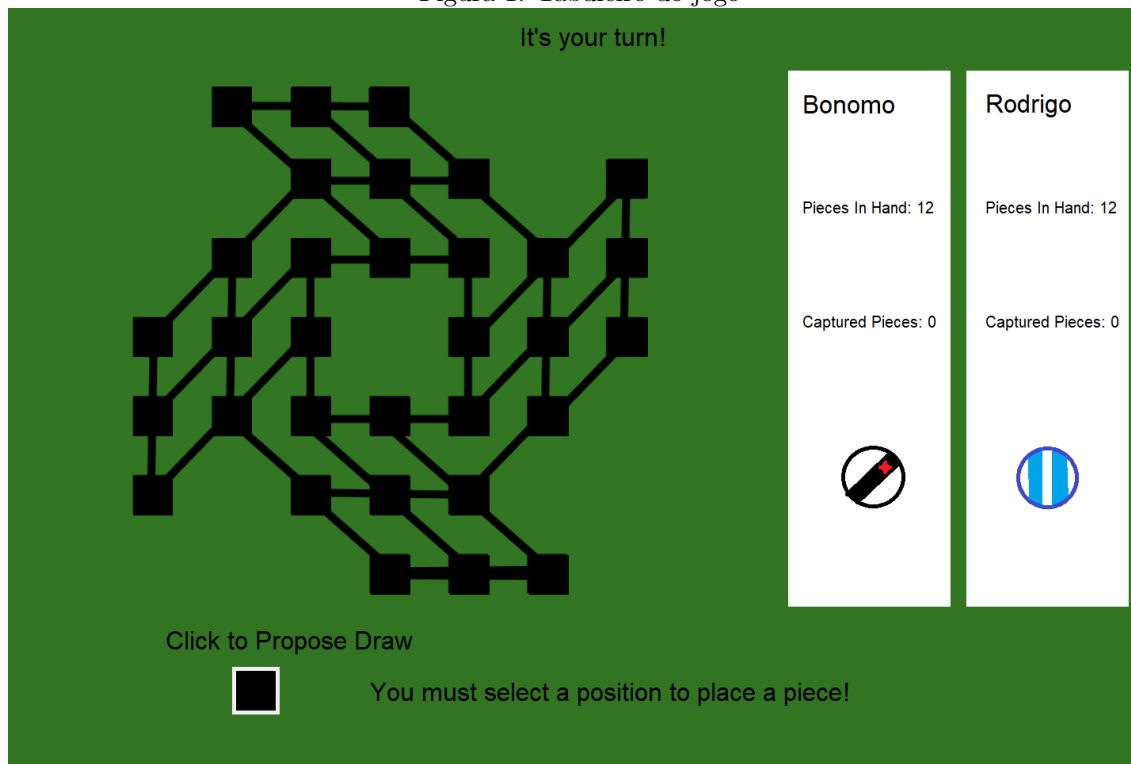 It's your turn!
Bonomo
Pieces In Hand: 12
Captured Pieces: 0
Rodrigo
Pieces In Hand: 12
Captured Pieces: 0
Click to Propose Draw
You must select a position to place a piece!